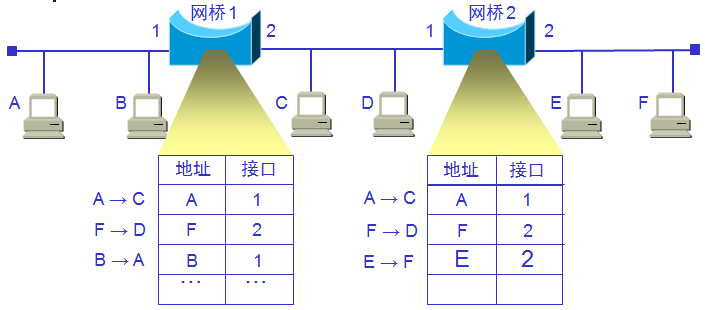 网桥1 网桥2
1 2 1 2
A B C D E F
地址 接口 地址 接口
A → C A 1 A → C A 1
F → D F 2 F → D F 2
B → A B 1 E → F E 2
… …